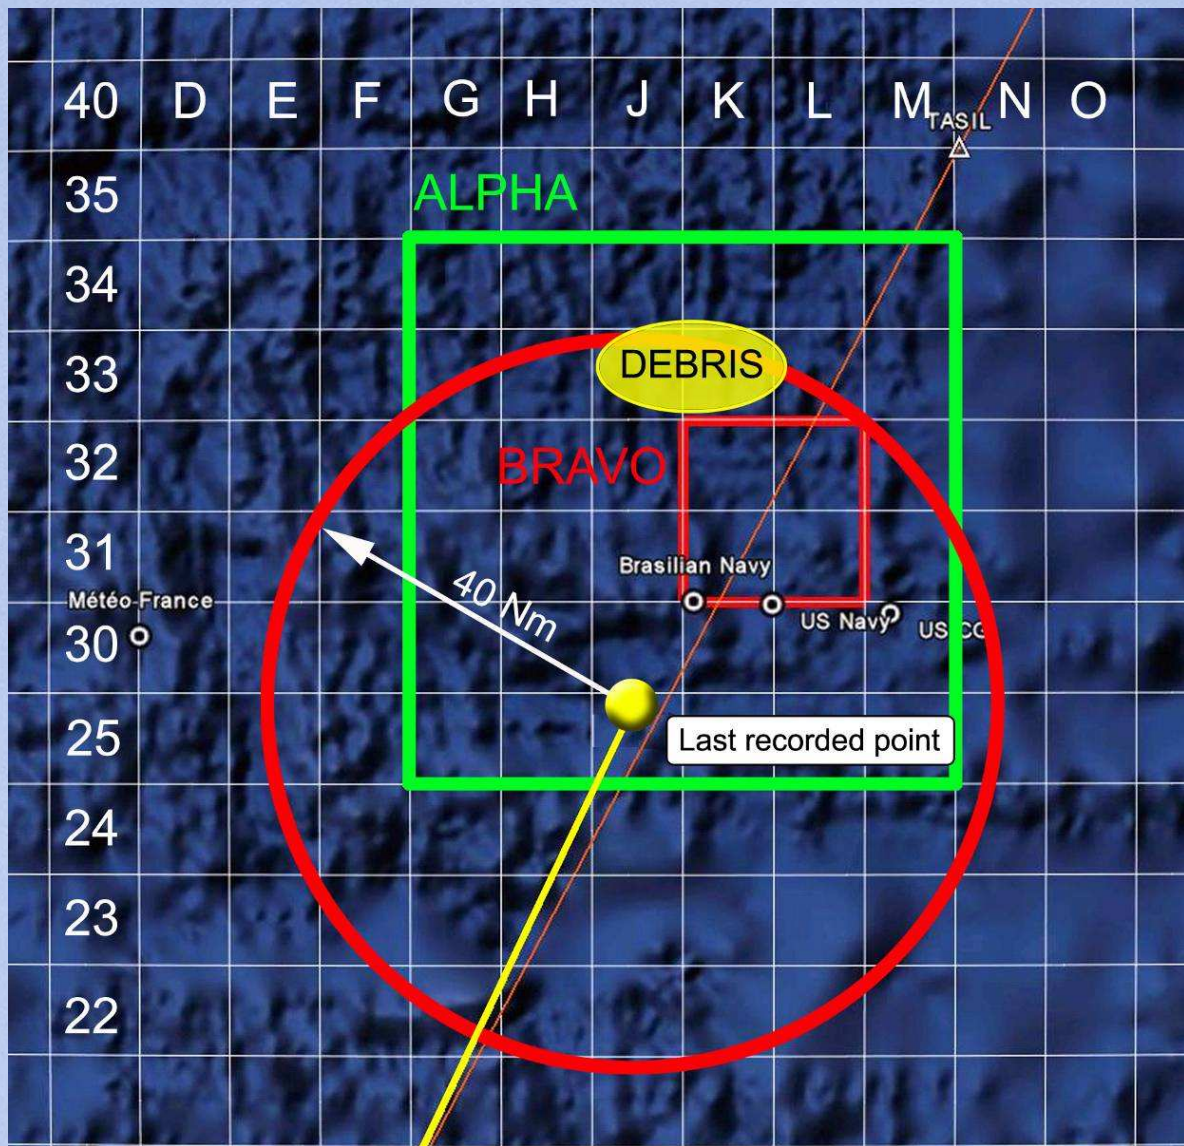 40 D E F G H J K L M N O
TASIL
35
ALPHA
34
33
DEBRIS
32
BRAVO
31
Brasilian Navy
40 Nm
Météo France
30
US Navy
US CG
25
Last recorded point
24
23
22